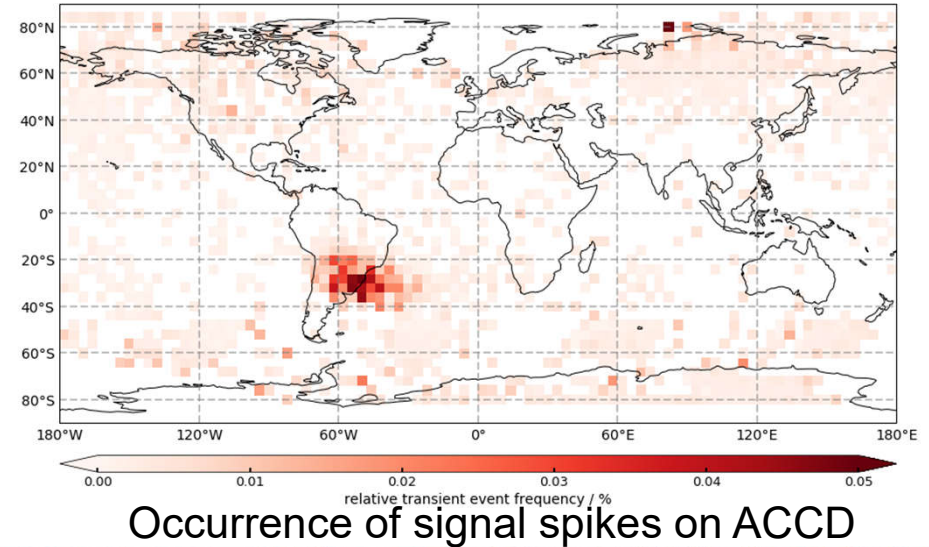 80°N
60°N
40°N
20°N
0°
20°S
40°S
60°S
80°S
180°W 120°W 60°W 0° 60°E 120°E 180°E
0.00 0.01 0.02 0.03 0.04 0.05
relative transient event frequency / %
Occurrence of signal spikes on ACCD